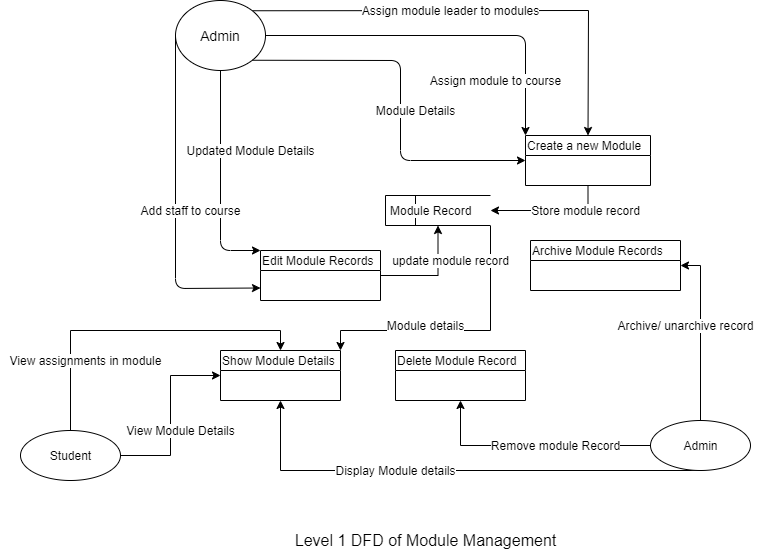 Assign module leader to modules
Admin
Assign module to course
Module Details
Create a new Module
Updated Module Details
Add staff to course
Module Record
Store module record
Archive Module Records
Edit Module Records
update module record
Module details
Archive/ unarchive record
View assignments in module
Show Module Details
Delete Module Record
View Module Details
Remove module Record
Admin
Student
Display Module details
Level 1 DFD of Module Management